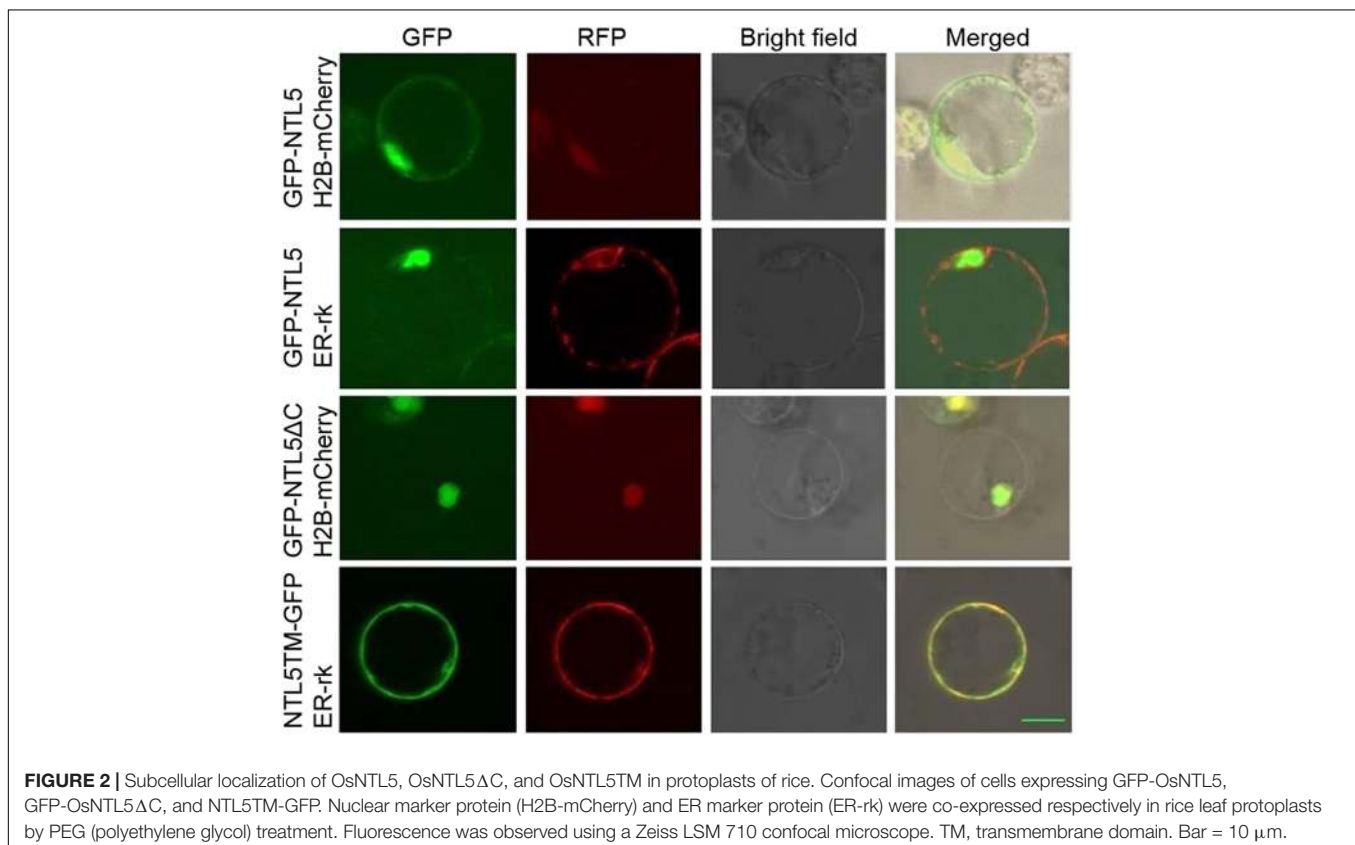 GFP RFP Bright field Merged
GFP-NTL5
H2B-mCherry
GFP-NTL5
ER-rk
GFP-NTL5ΔC
H2B-mCherry
NTL5TM-GFP
ER-rk
FIGURE 2 | Subcellular localization of OsNTL5, OsNTL5ΔC, and OsNTL5TM in protoplasts of rice. Confocal images of cells expressing GFP-OsNTL5,
GFP-OsNTL5ΔC, and NTL5TM-GFP. Nuclear marker protein (H2B-mCherry) and ER marker protein (ER-rk) were co-expressed respectively in rice leaf protoplasts
by PEG (polyethylene glycol) treatment. Fluorescence was observed using a Zeiss LSM 710 confocal microscope. TM, transmembrane domain. Bar = 10 μm.